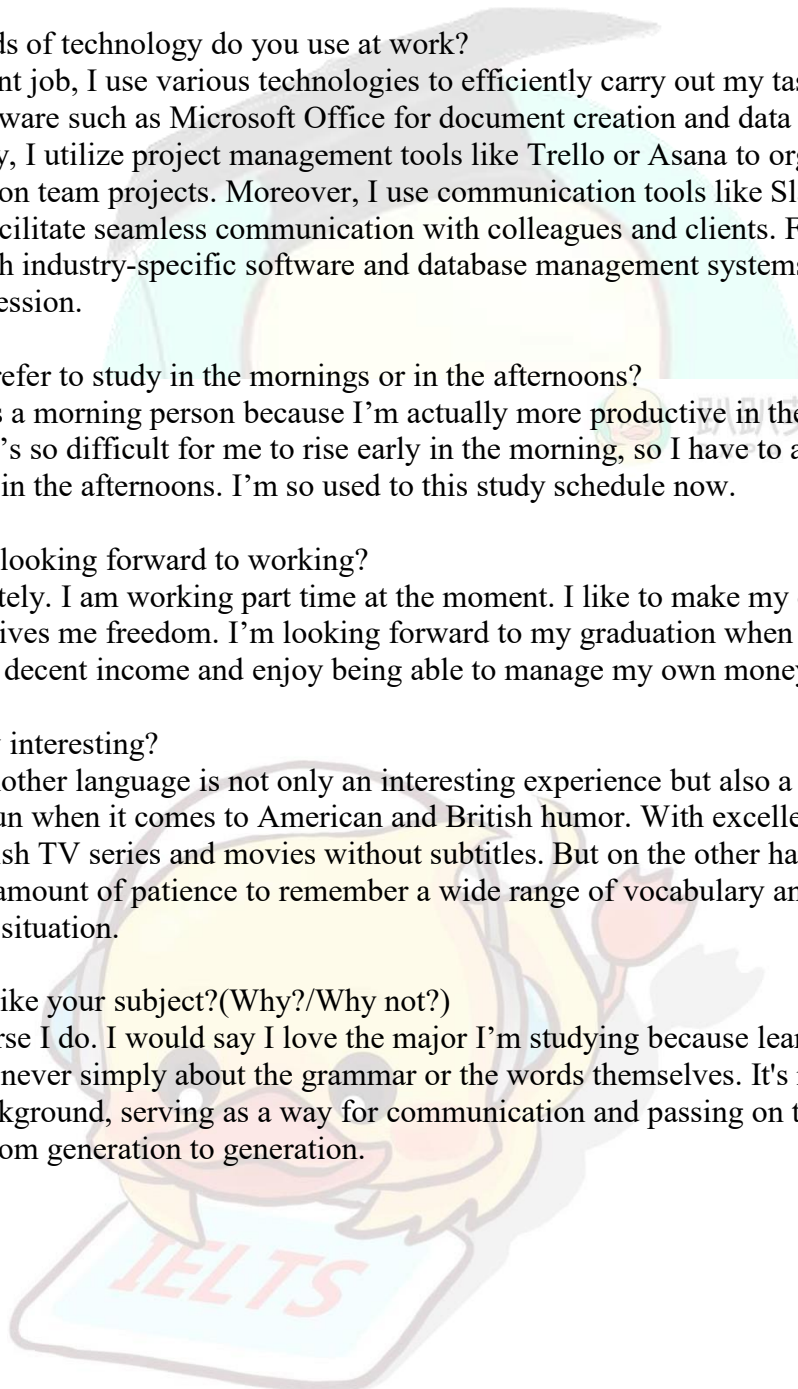 ds of technology do you use at work?
nt job, I use various technologies to efficiently carry out my tas
ware such as Microsoft Office for document creation and data
y, I utilize project management tools like Trello or Asana to org
on team projects. Moreover, I use communication tools like Sl
cilitate seamless communication with colleagues and clients. F
h industry-specific software and database management systems
ession.
refer to study in the mornings or in the afternoons?
s a morning person because I’m actually more productive in the
’s so difficult for me to rise early in the morning, so I have to a
in the afternoons. I’m so used to this study schedule now.
looking forward to working?
tely. I am working part time at the moment. I like to make my
ives me freedom. I’m looking forward to my graduation when
decent income and enjoy being able to manage my own money
interesting?
nother language is not only an interesting experience but also a
un when it comes to American and British humor. With excelle
ish TV series and movies without subtitles. But on the other ha
amount of patience to remember a wide range of vocabulary an
situation.
ike your subject?(Why?/Why not?)
rse I do. I would say I love the major I’m studying because lear
never simply about the grammar or the words themselves. It's
kground, serving as a way for communication and passing on t
om generation to generation.
IELTS